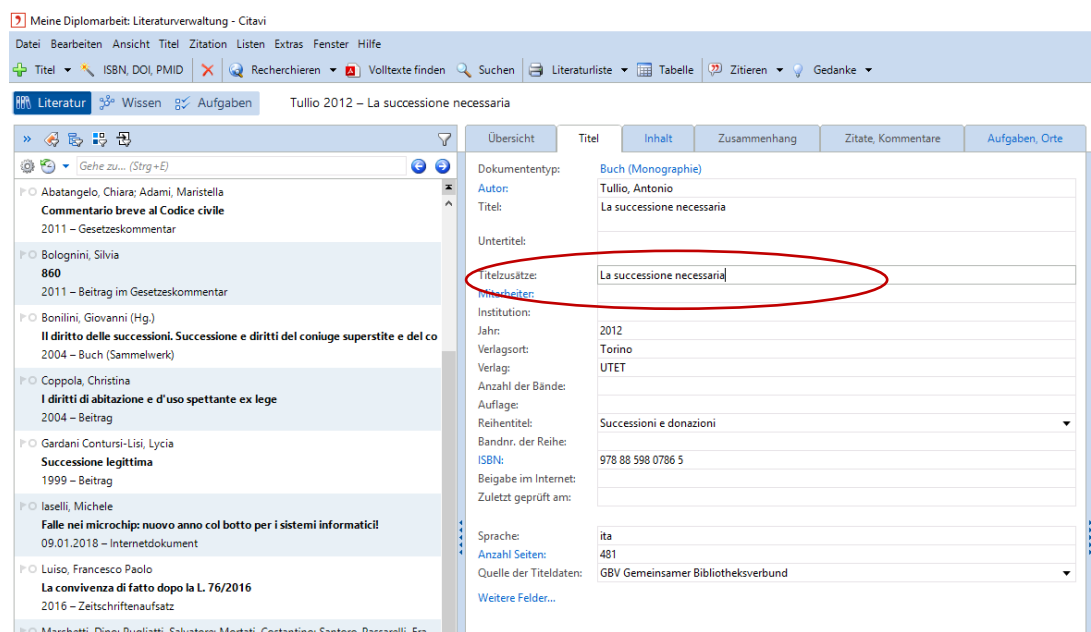 Meine Diplomarbeit: Literaturverwaltung - Citavi
Datei Bearbeiten Ansicht Titel Zitation Listen Extras Fenster Hilfe
Titel ISBN, DOI, PMID Recherchieren Volltexte finden Suchen Literaturliste Tabelle Zitieren Gedanke
Literatur Wissen Aufgaben Tullio 2012 – La successione necessaria
Gehe zu... (Strg+E)
Abatangelo, Chiara; Adami, Maristella
Commentario breve al Codice civile
2011 – Gesetzeskommentar
Bolognini, Silvia
860
2011 – Beitrag im Gesetzeskommentar
Bonilini, Giovanni (Hg.)
Il diritto delle successioni. Successione e diritti del coniuge superstite e del co
2004 – Buch (Sammelwerk)
Coppola, Christina
I diritti di abitazione e d'uso spettante ex lege
2004 – Beitrag
Gardani Contursi-Lisi, Lycia
Successione legittima
1999 – Beitrag
Iaselli, Michele
Falle nei microchip: nuovo anno col botto per i sistemi informatici!
09.01.2018 – Internetdokument
Luiso, Francesco Paolo
La convivenza di fatto dopo la L. 76/2016
2016 – Zeitschriftenaufsatz
Marchetti, Dino; Pugliatti, Salvatore; Mortati, Costantino; Santoro-Passarelli, Fra
Übersicht Titel Inhalt Zusammenhang Zitate, Kommentare Aufgaben, Orte
Dokumententyp: Buch (Monographie)
Autor: Tullio, Antonio
Titel: La successione necessaria
Untertitel:
Titelzusätze: La successione necessaria
Mitarbeiter:
Institution:
Jahr: 2012
Verlagsort: Torino
Verlag: UTET
Anzahl der Bände:
Auflage:
Reihentitel: Successioni e donazioni
Bandnr. der Reihe:
ISBN: 978 88 598 0786 5
Beigabe im Internet:
Zuletzt geprüft am:
Sprache: ita
Anzahl Seiten: 481
Quelle der Titeldaten: GBV Gemeinsamer Bibliotheksverbund
Weitere Felder...